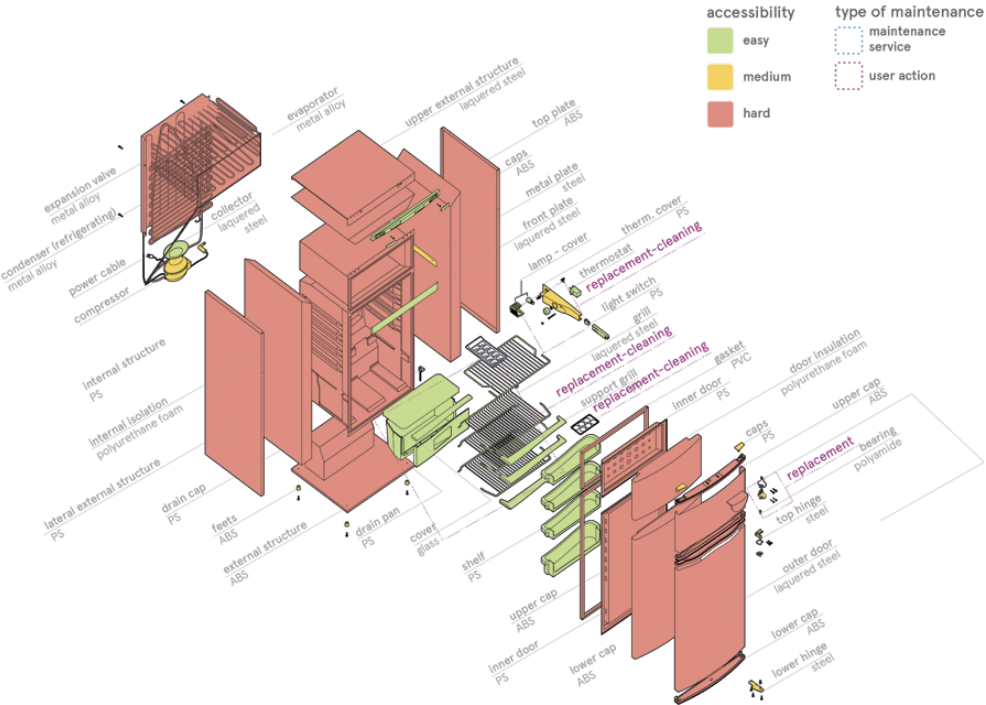 accessibility
easy
medium
hard
type of maintenance
maintenance
service
user action
evaporator
metal alloy
upper external structure
laquered steel
top plate
ABS
caps
ABS
metal plate
steel
front plate
laquered steel
therm. cover
PS
lamp - cover
thermostat
replacement-cleaning
light switch
PS
grill
laquered steel
replacement-cleaning
support grill
replacement-cleaning
gasket
PVC
inner door
PS
door insulation
polyurethane foam
upper cap
ABS
caps
PS
replacement
bearing
polyamide
top hinge
steel
outer door
laquered steel
lower cap
ABS
lower hinge
steel
expansion valve
metal alloy
collector
laquered
steel
condenser (refrigerating)
metal alloy
power cable
compressor
internal structure
PS
internal isolation
polyurethane foam
lateral external structure
PS
drain cap
PS
feets
ABS
external structure
ABS
drain pan
PS
cover
glass
shelf
PS
upper cap
ABS
inner door
PS
lower cap
ABS